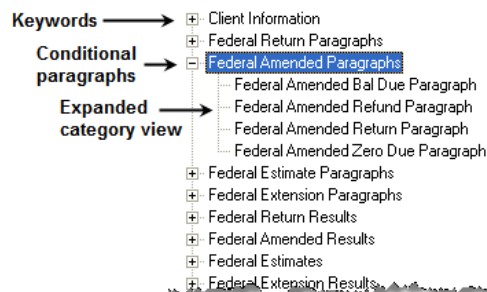 Keywords
Client Information
Federal Return Paragraphs
Conditional
paragraphs
Federal Amended Paragraphs
Federal Amended Bal Due Paragraph
Expanded
category view
Federal Amended Refund Paragraph
Federal Amended Return Paragraph
Federal Amended Zero Due Paragraph
Federal Estimate Paragraphs
Federal Extension Paragraphs
Federal Return Results
Federal Amended Results
Federal Estimates
Federal Extension Results